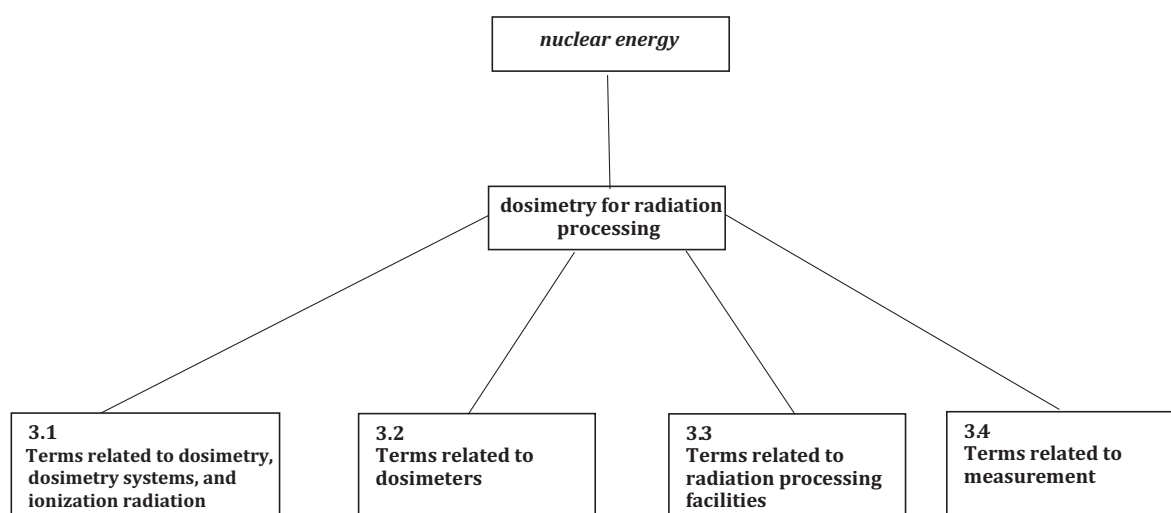 nuclear energy
dosimetry for radiation
processing
3.1
Terms related to dosimetry,
dosimetry systems, and
ionization radiation
3.2
Terms related to
dosimeters
3.3
Terms related to
radiation processing
facilities
3.4
Terms related to
measurement